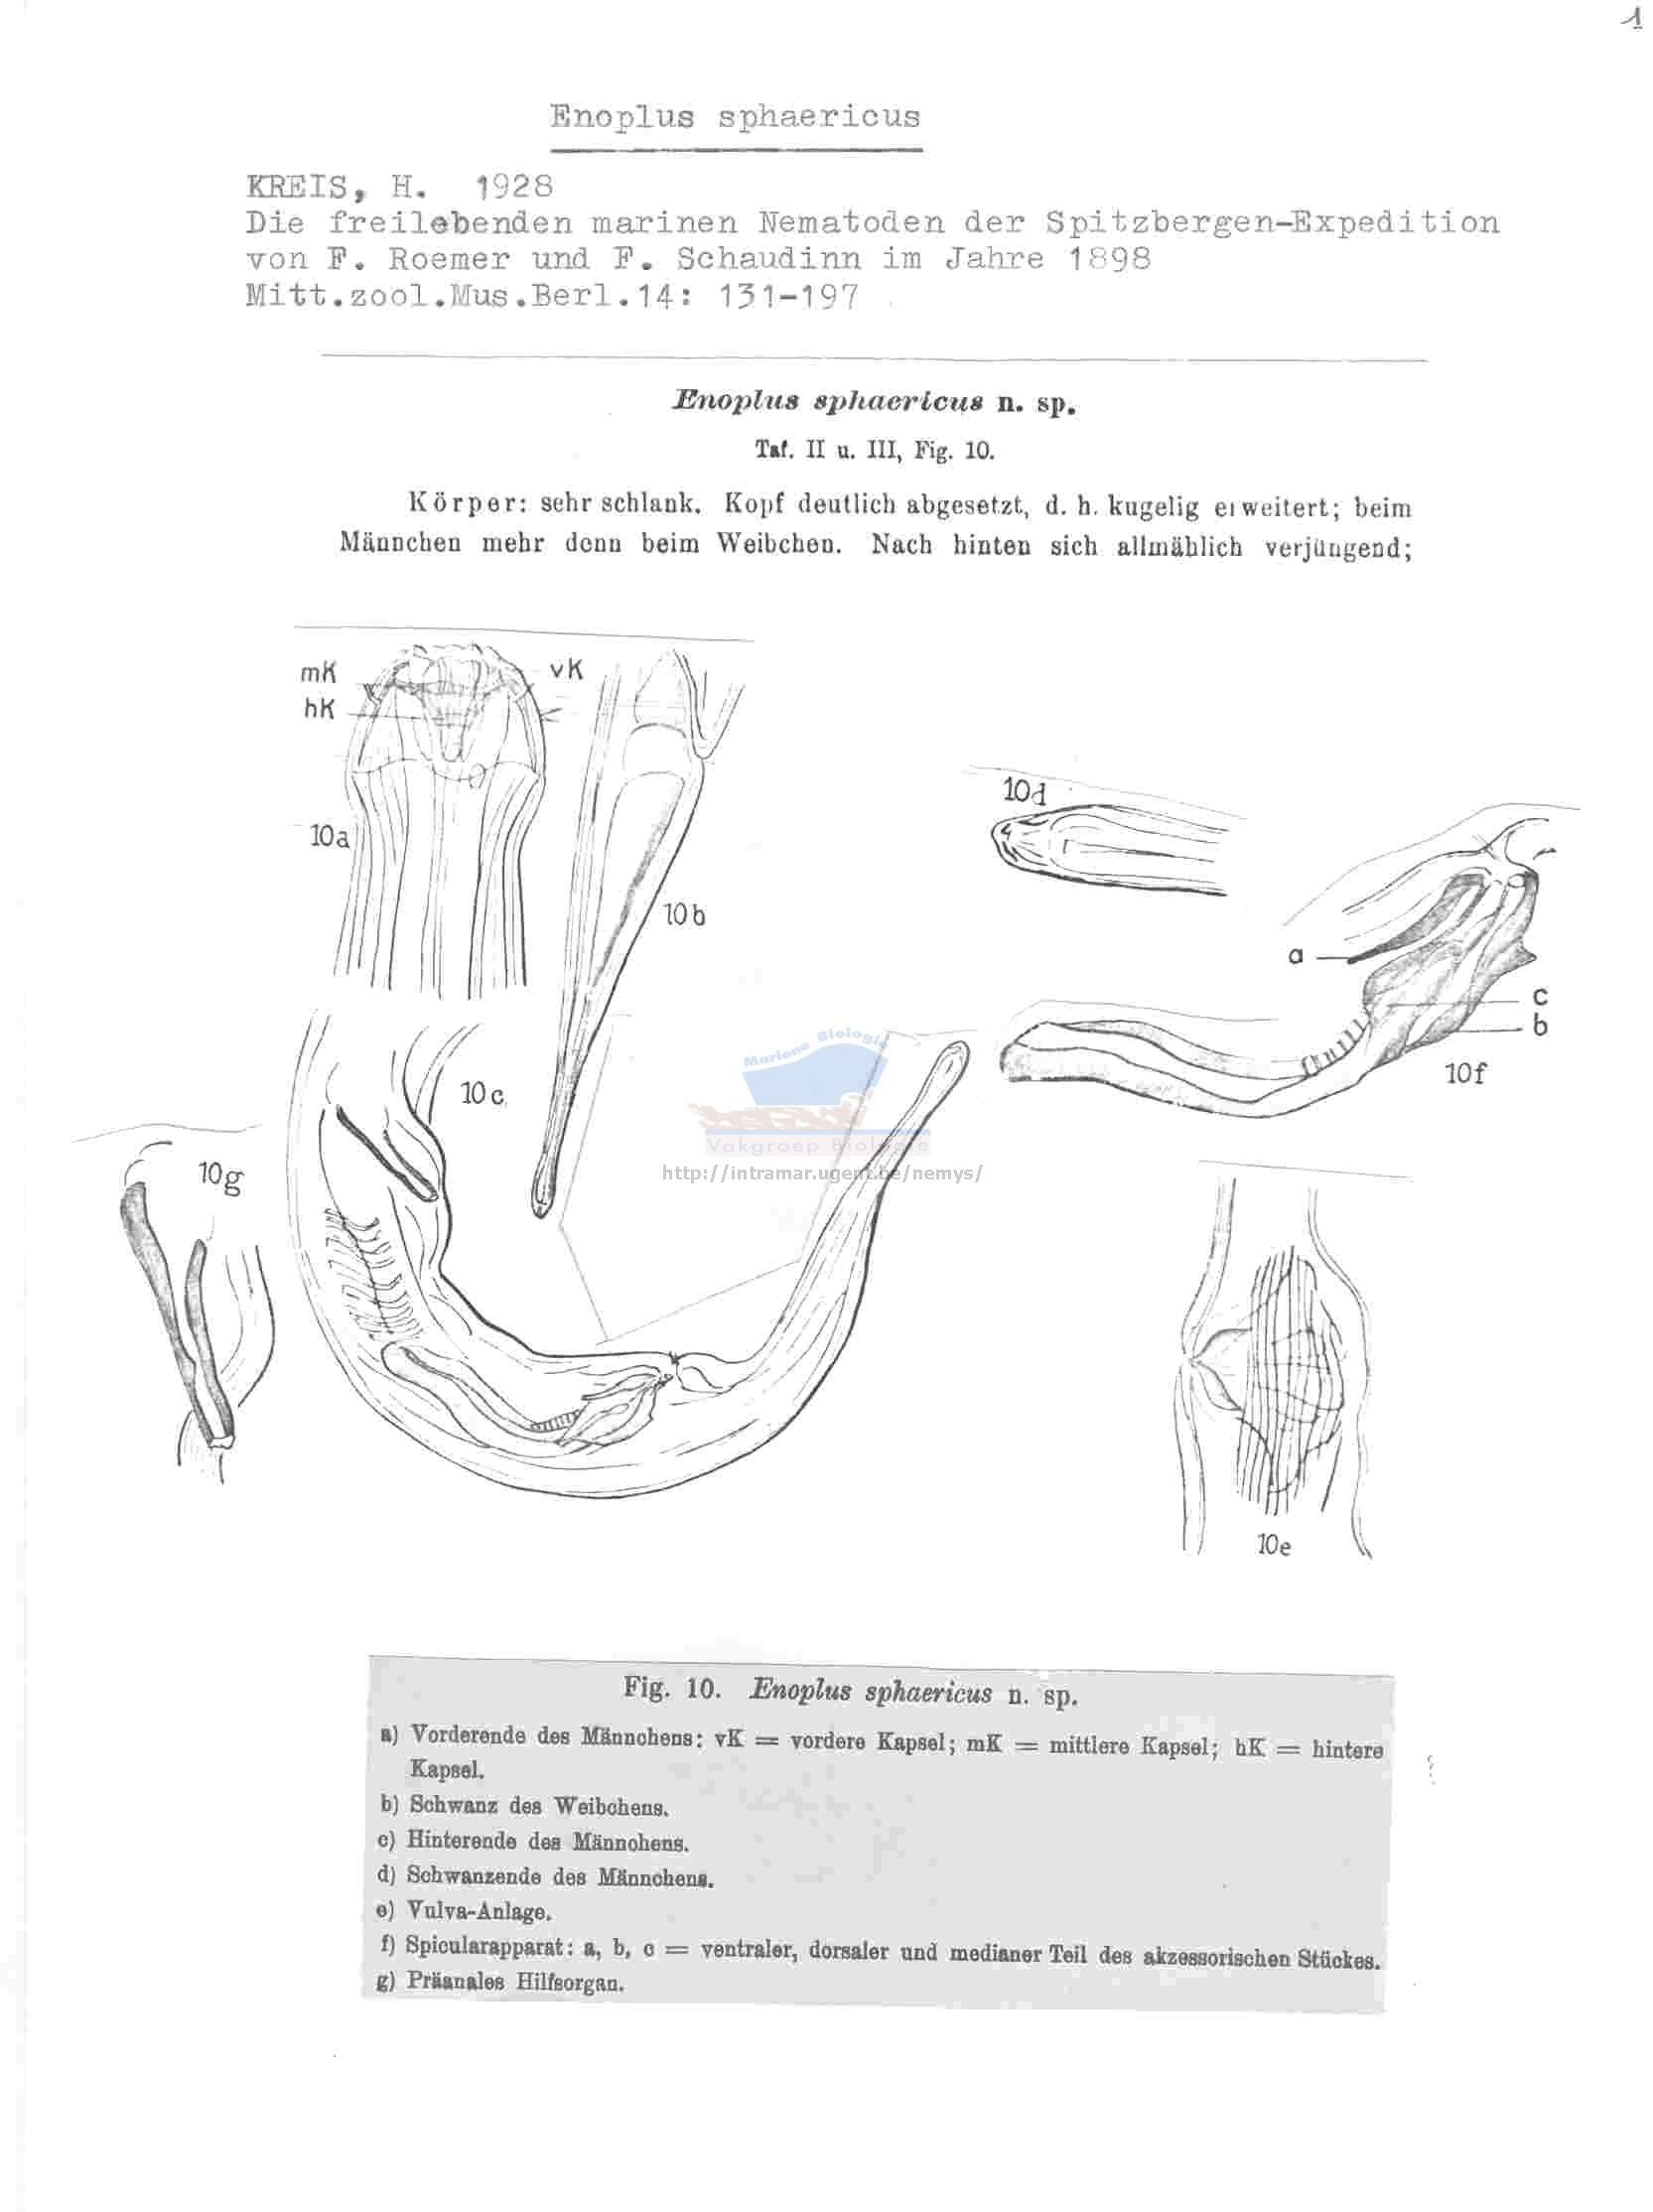 1
Enoplus sphaericus
KREIS, H. 1928
Die freilebenden marinen Nematoden der Spitzbergen-Expedition
von F. Roemer und F. Schaudinn im Jahre 1898
Mitt.zool.Mus.Berl.14: 131-197
Enoplus sphaericus n. sp.
Taf. II u. III, Fig. 10.
Körper: sehr schlank. Kopf deutlich abgesetzt, d. h. kugelig erweitert; beim
Männchen mehr denn beim Weibchen. Nach hinten sich allmählich verjüngend;
mK
vK
hK
10a
10b
10d
a
c
b
10f
10c
10g
10e
Mariene Biologie
Vakgroep Biologie
http://intramar.ugent.be/nemys/
Fig. 10. Enoplus sphaericus n. sp.
a) Vorderende des Männchens: vK = vordere Kapsel; mK = mittlere Kapsel; hK = hintere
Kapsel.
b) Schwanz des Weibchens.
c) Hinterende des Männchens.
d) Schwanzende des Männchens.
e) Vulva-Anlage.
f) Spicularapparat: a, b, c = ventraler, dorsaler und medianer Teil des akzessorischen Stückes.
g) Präanales Hilfsorgan.